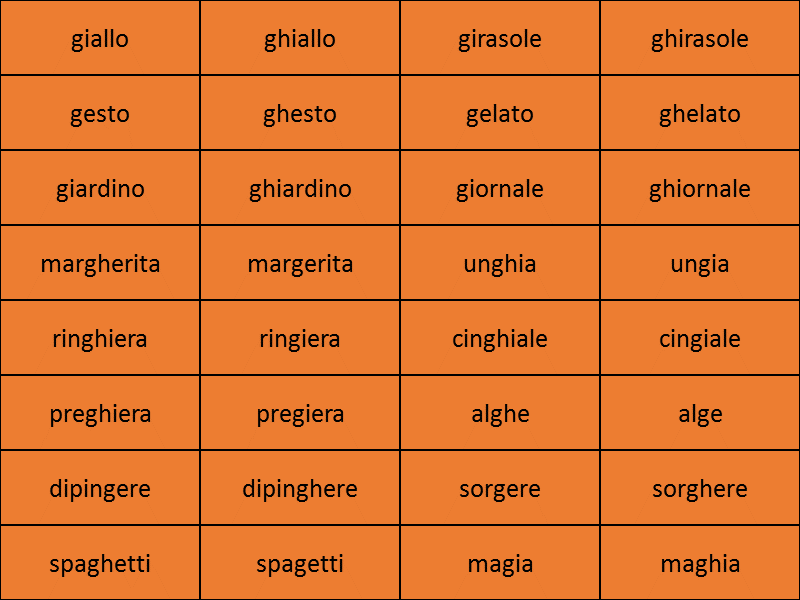 giallo ghiallo girasole ghirasole
gesto ghesto gelato ghelato
giardino ghiardino giornale ghiornale
margherita margerita unghia ungia
ringhiera ringiera cinghiale cingiale
preghiera pregiera alghe alge
dipingere dipinghere sorgere sorghere
spaghetti spagetti magia maghia